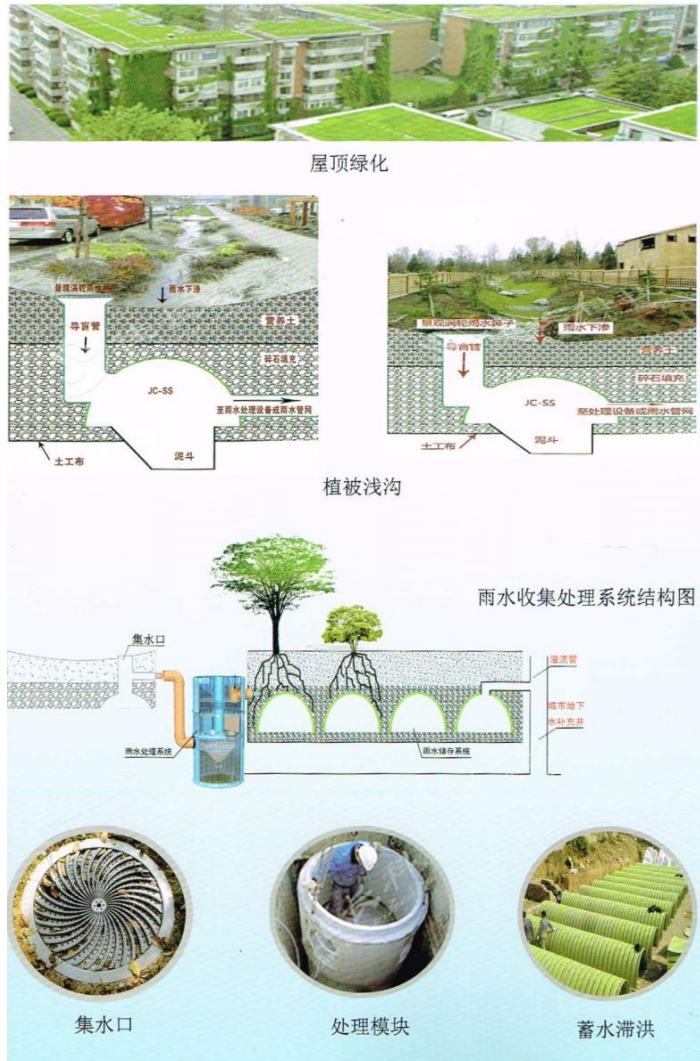 屋顶绿化
景观涡轮雨水鼻子
雨水下渗
导盲管
营养土
碎石填充
JC-SS
至雨水处理设备或雨水管网
土工布
泥斗
景观涡轮雨水鼻子
雨水下渗
导盲管
营养土
碎石填充
JC-SS
至处理设备或雨水管网
土工布
泥斗
植被浅沟
雨水收集处理系统结构图
集水口
溢流管
城市地下
水补充井
雨水处理系统
雨水储存系统
集水口
处理模块
蓄水滞洪